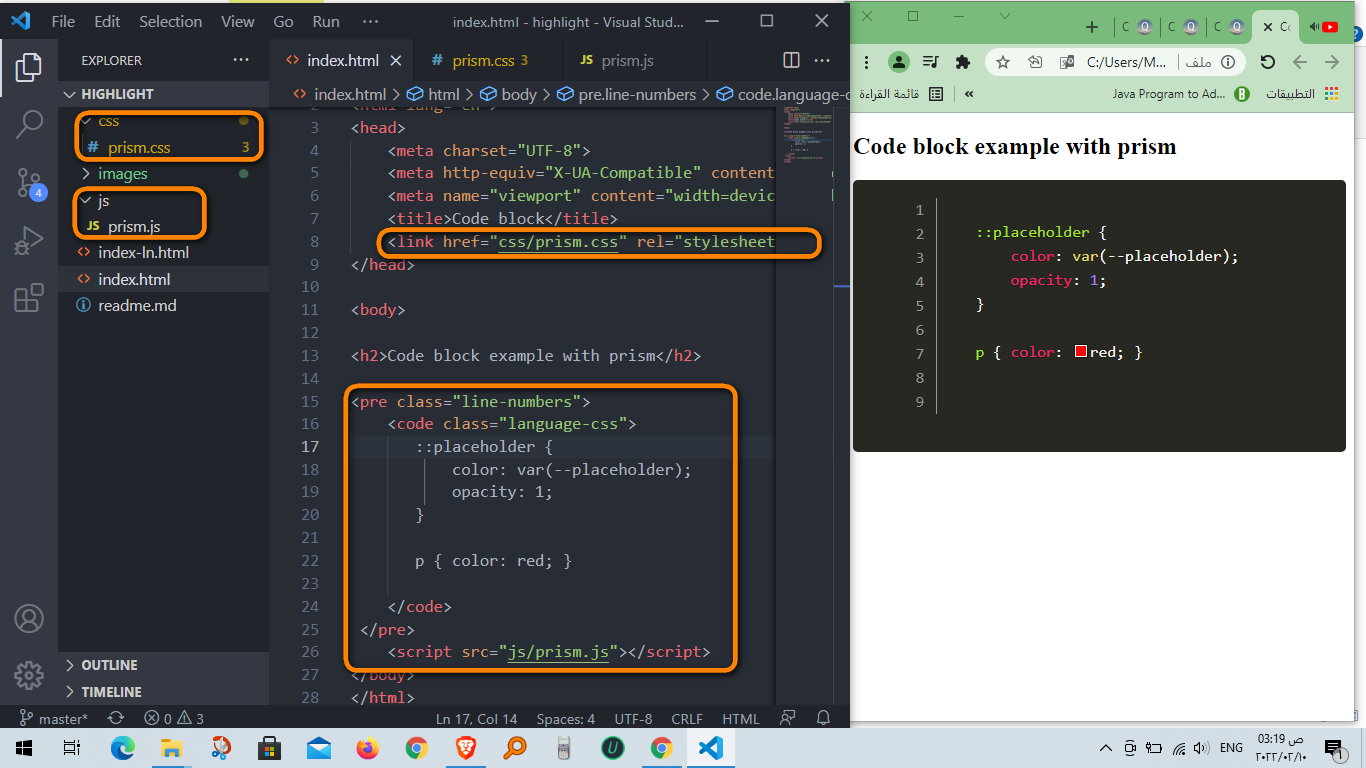 File Edit Selection View Go Run ··· index.html - highlight - Visual Stud...
EXPLORER ···
HIGHLIGHT
css
# prism.css 3
images
js
JS prism.js
index-ln.html
index.html
readme.md
OUTLINE
TIMELINE
4
index.html
# prism.css 3
JS prism.js
···
index.html > html > body > pre.line-numbers > code.language-c
2 <html lang="en">
3 <head>
4 <meta charset="UTF-8">
5 <meta http-equiv="X-UA-Compatible" content
6 <meta name="viewport" content="width=devic
7 <title>Code block</title>
8 <link href="css/prism.css" rel="stylesheet
9 </head>
10
11 <body>
12
13 <h2>Code block example with prism</h2>
14
15 <pre class="line-numbers">
16 <code class="language-css">
17 ::placeholder {
18 color: var(--placeholder);
19 opacity: 1;
20 }
21
22 p { color: red; }
23
24 </code>
25 </pre>
26 <script src="js/prism.js"></script>
27 </body>
28 </html>
master* 0 3 Ln 17, Col 14 Spaces: 4 UTF-8 CRLF HTML
C Q C Q C Q Co
C:/Users/M... ملف
قائمة القراءة « Java Program to Ad... التطبيقات
Code block example with prism
1
2 ::placeholder {
3 color: var(--placeholder);
4 opacity: 1;
5 }
6
7 p { color: red; }
8
9
ENG
03:19 ص
٢٠٢٢/٠٢/١٠
1